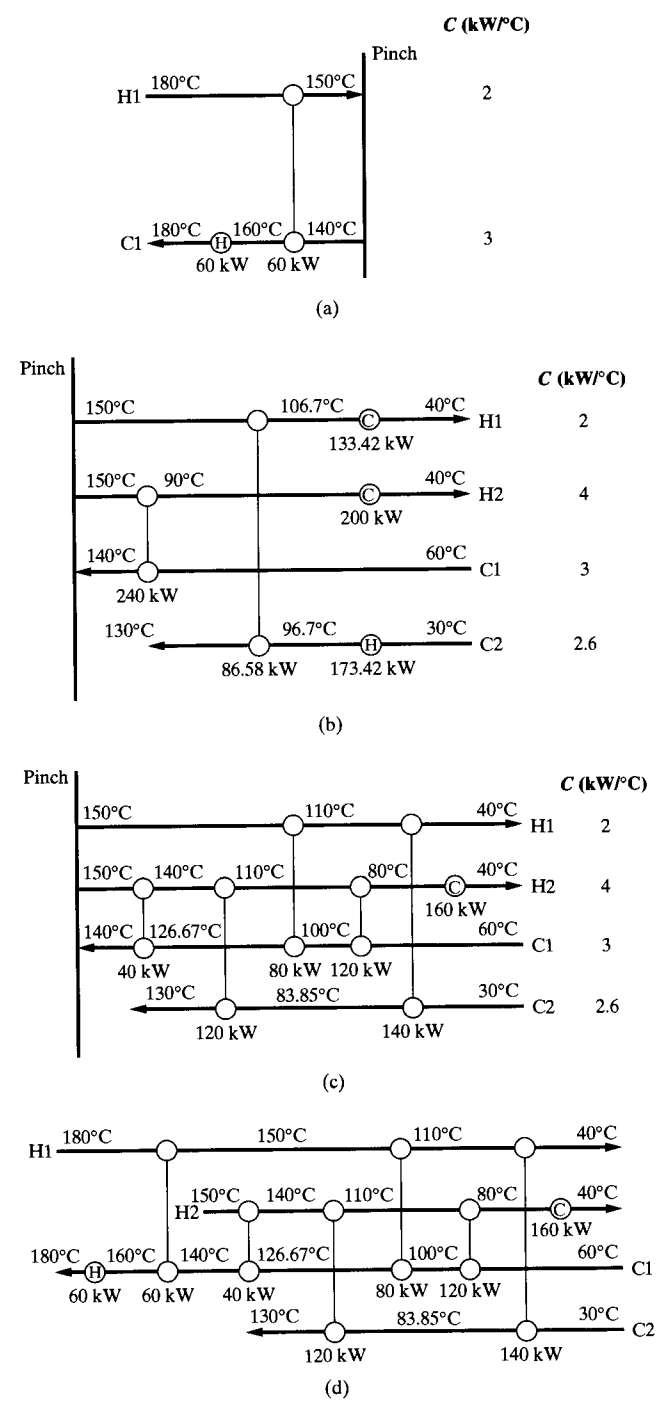 C (kW/°C)
Pinch
H1 180°C 150°C 2
C1 180°C H 160°C 140°C 3
60 kW 60 kW
(a)
Pinch
C (kW/°C)
150°C 106.7°C C 40°C H1 2
133.42 kW
150°C 90°C C 40°C H2 4
200 kW
140°C 60°C C1 3
240 kW
130°C 96.7°C H 30°C C2 2.6
86.58 kW 173.42 kW
(b)
Pinch
C (kW/°C)
150°C 110°C 40°C H1 2
150°C 140°C 110°C 80°C C 40°C H2 4
160 kW
140°C 126.67°C 100°C 60°C C1 3
40 kW 80 kW 120 kW
130°C 83.85°C 30°C C2 2.6
120 kW 140 kW
(c)
H1 180°C 150°C 110°C 40°C
H2 150°C 140°C 110°C 80°C C 40°C
160 kW
180°C H 160°C 140°C 126.67°C 100°C 60°C C1
60 kW 60 kW 40 kW 80 kW 120 kW
130°C 83.85°C 30°C C2
120 kW 140 kW
(d)